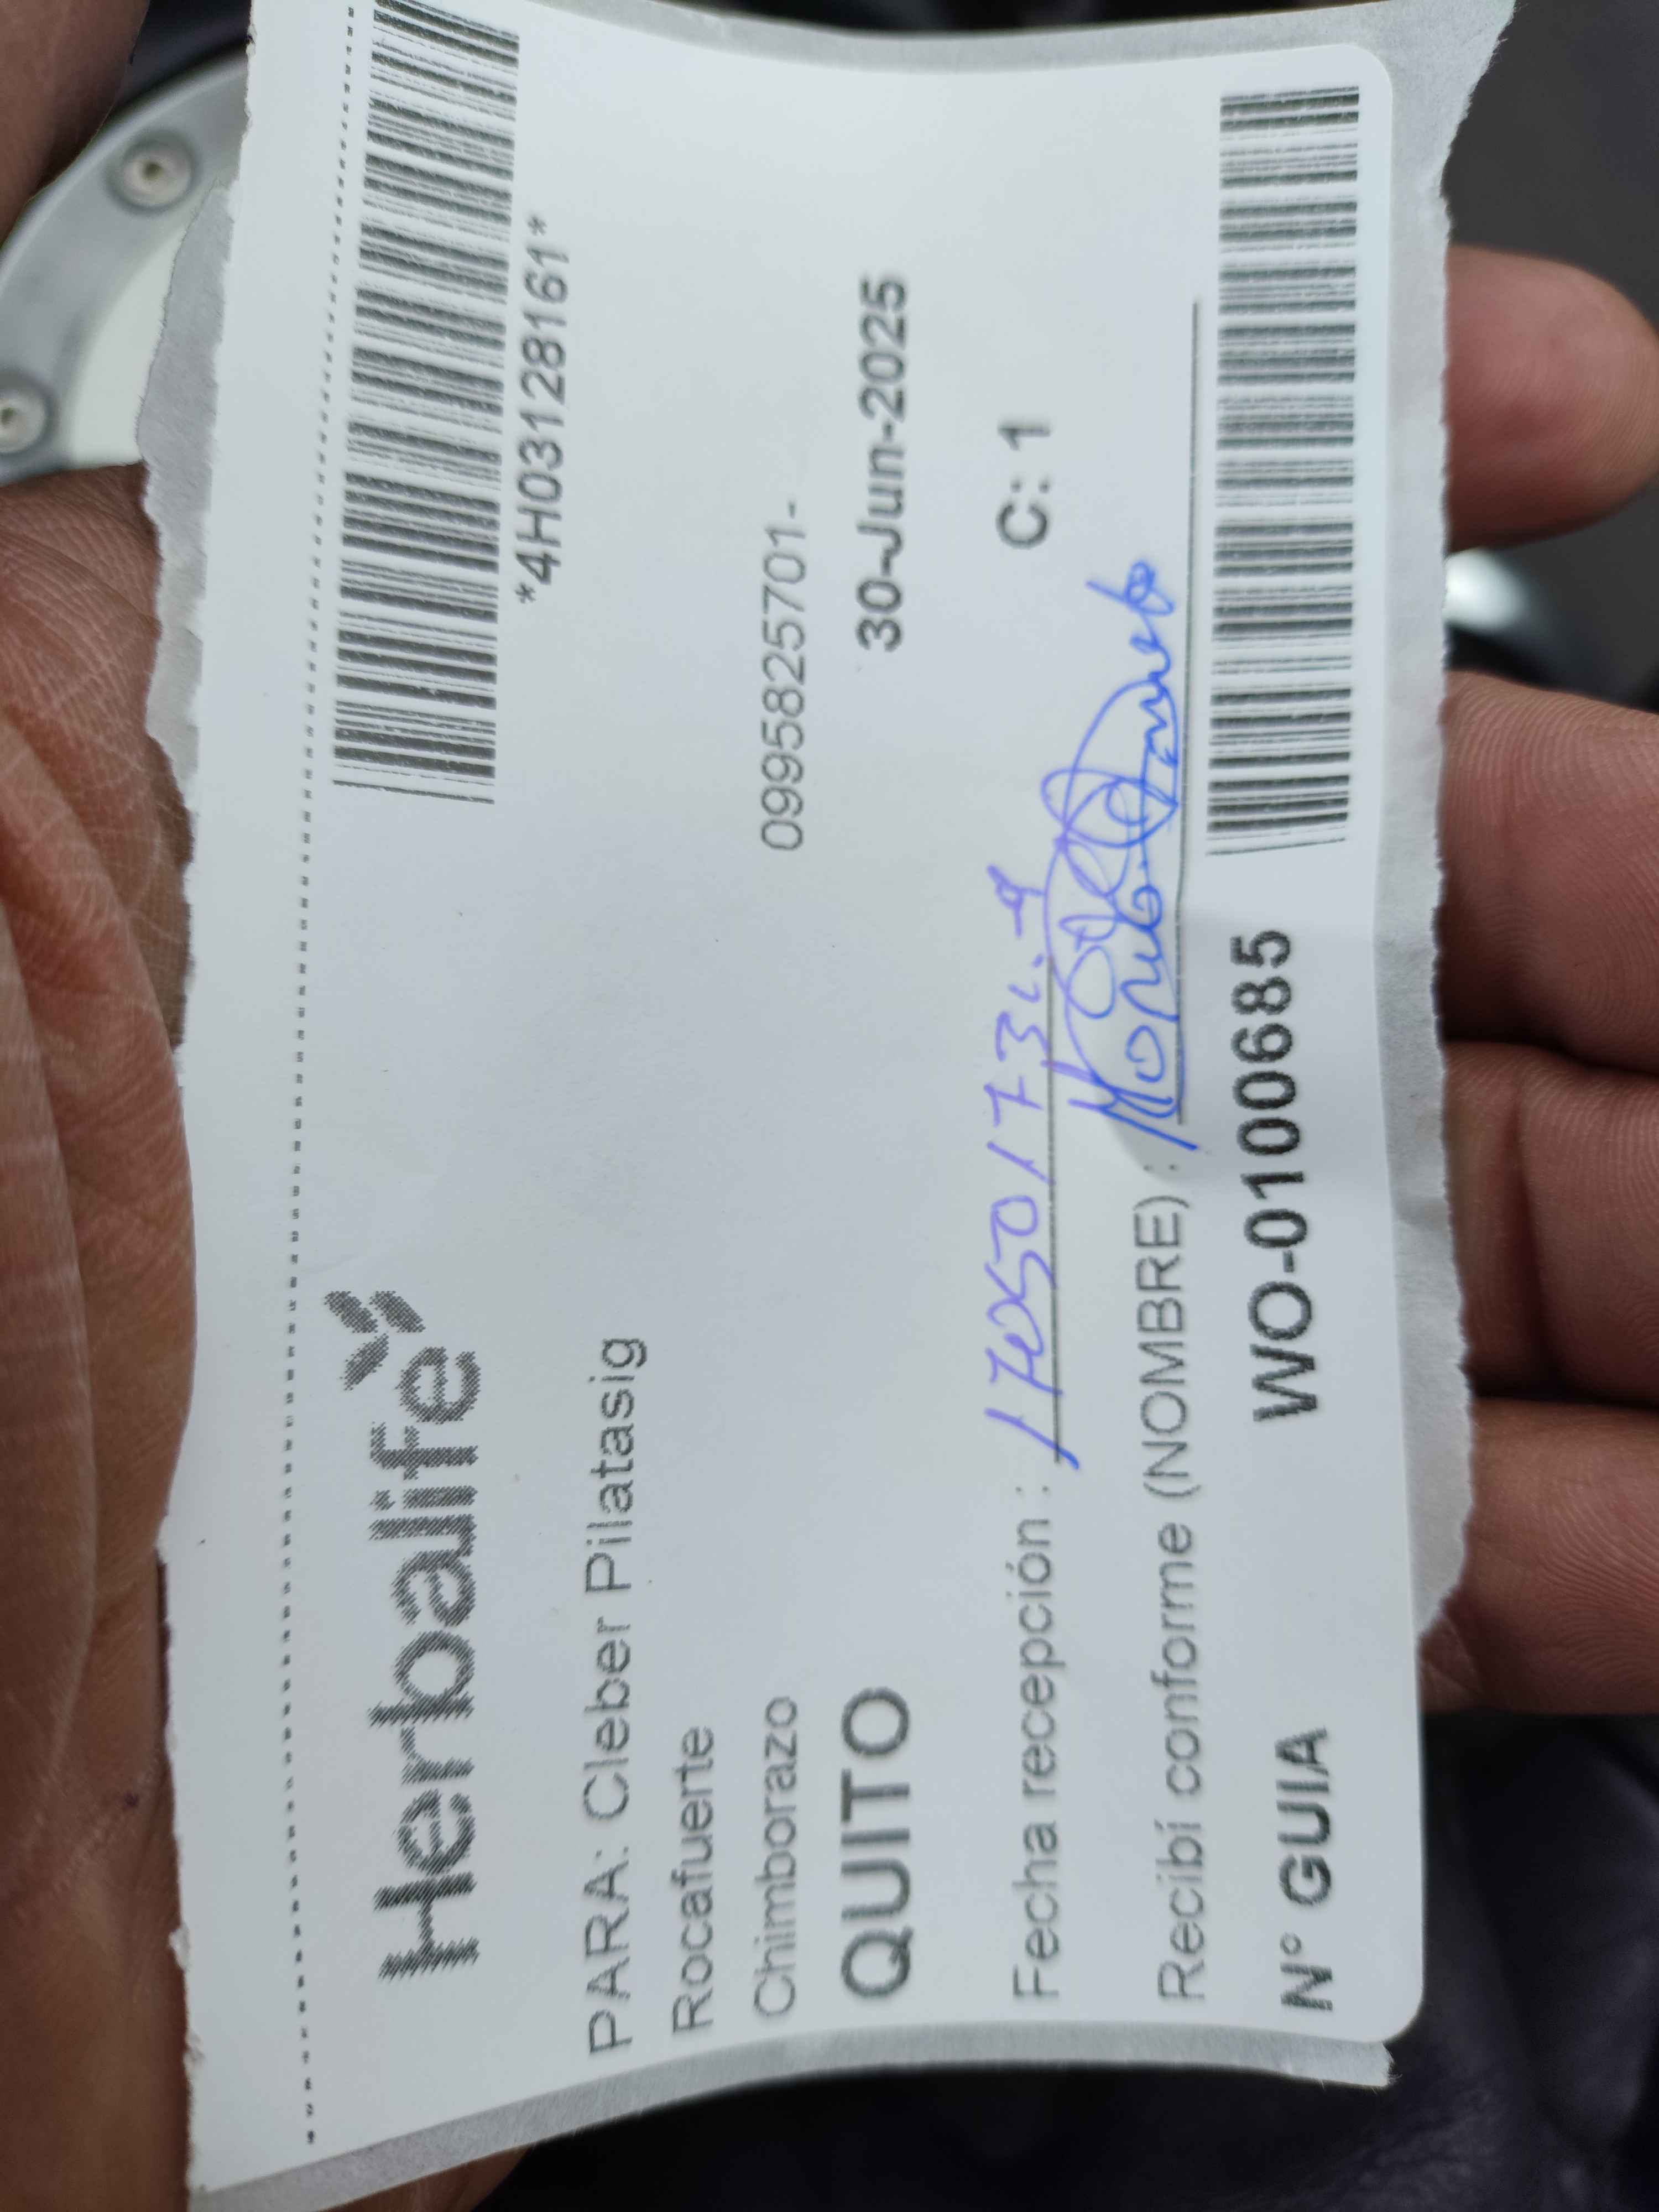 Herbalife
*4H03128161*
PARA: Cleber Pilatasig
Rocafuerte
Chimborazo
0995825701-
QUITO 30-Jun-2025
Fecha recepción : C: 1
Recibí conforme (NOMBRE) :
N° GUIA WO-0100685